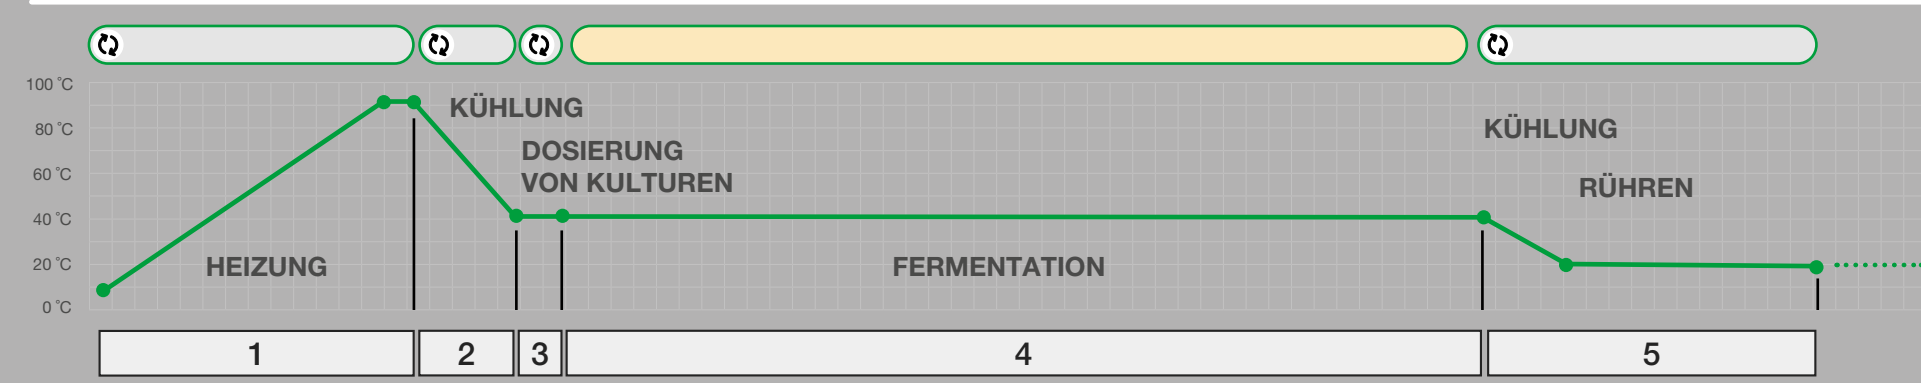 100 °C
80 °C
60 °C
40 °C
20 °C
0 °C
HEIZUNG
KÜHLUNG
DOSIERUNG
VON KULTUREN
FERMENTATION
KÜHLUNG
RÜHREN
1
2
3
4
5